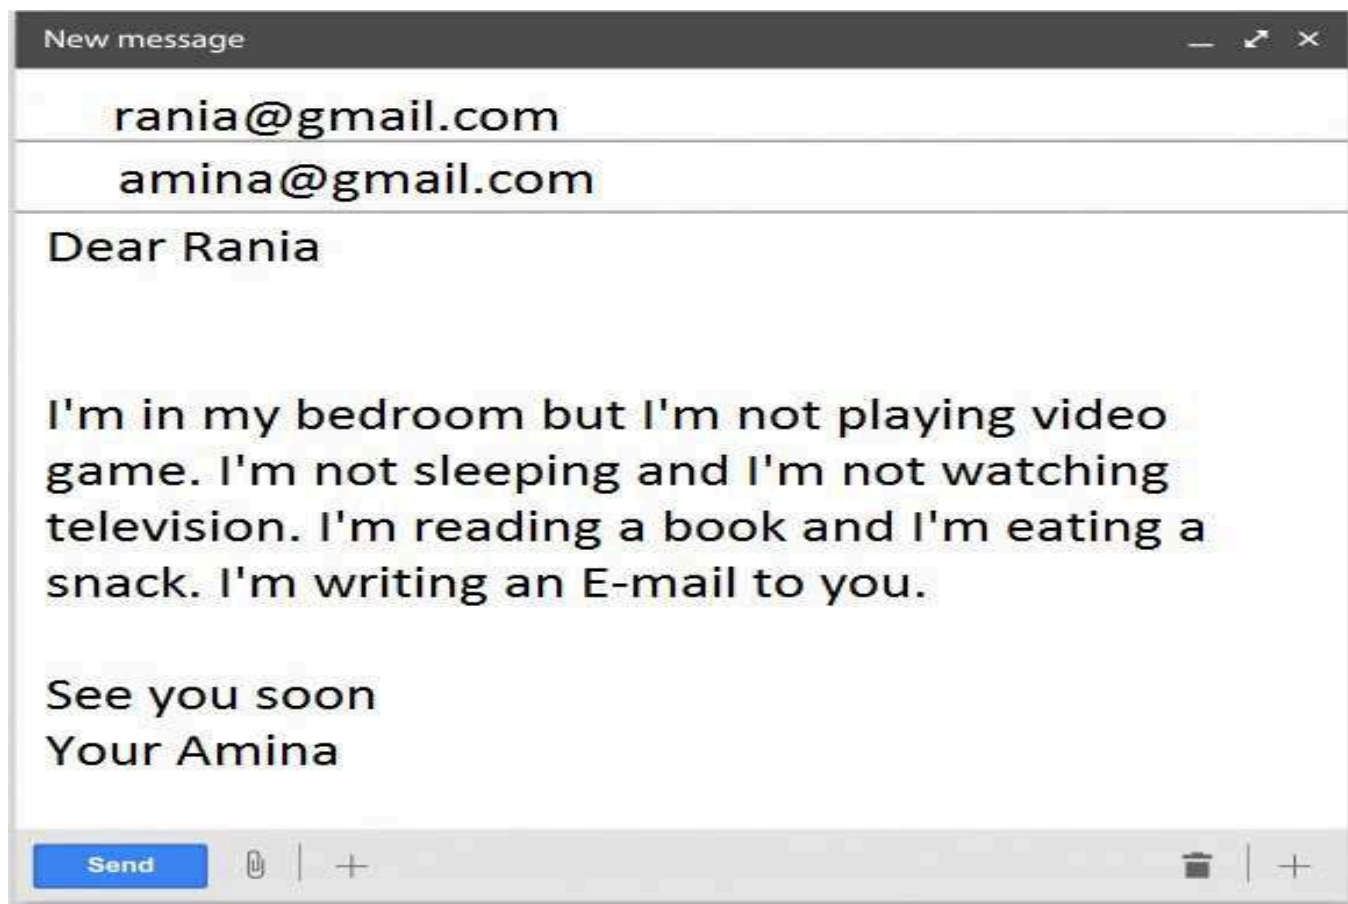 New message
rania@gmail.com
amina@gmail.com
Dear Rania
I'm in my bedroom but I'm not playing video
game. I'm not sleeping and I'm not watching
television. I'm reading a book and I'm eating a
snack. I'm writing an E-mail to you.
See you soon
Your Amina
Send